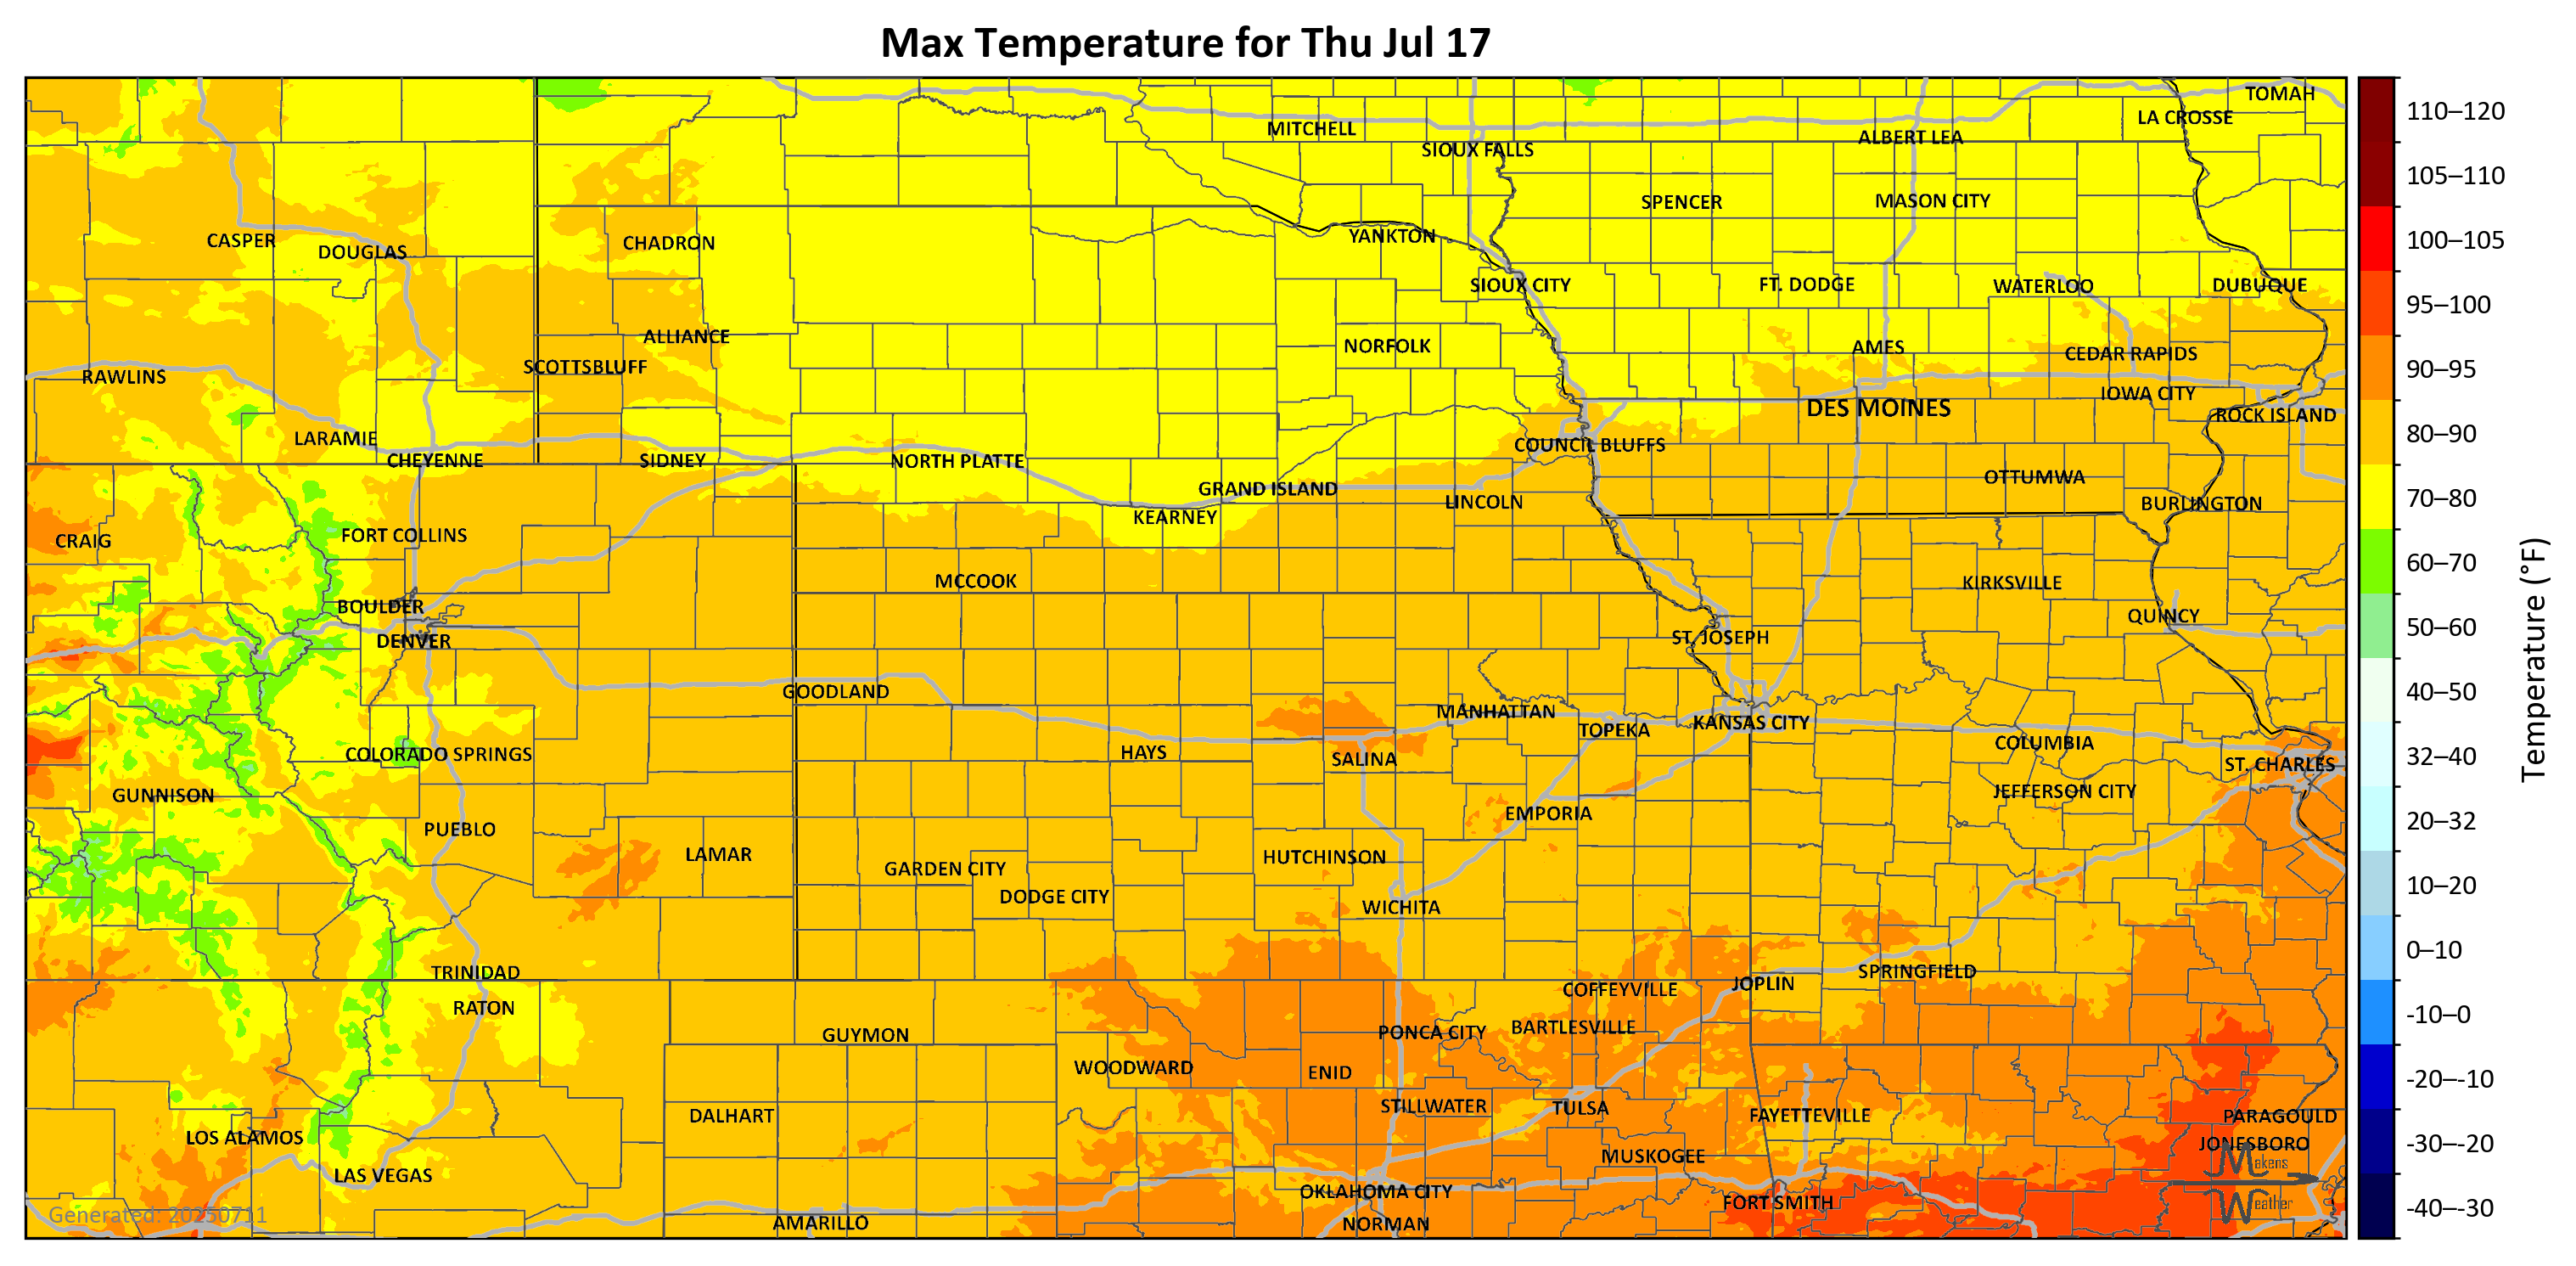 Max Temperature for Thu Jul 17
TOMAH
LA CROSSE
MITCHELL
ALBERT LEA
SIOUX FALLS
SPENCER
MASON CITY
CASPER
DOUGLAS
CHADRON
YANKTON
SIOUX CITY
FT. DODGE
WATERLOO
DUBUQUE
ALLIANCE
NORFOLK
AMES
CEDAR RAPIDS
SCOTTSBLUFF
RAWLINS
IOWA CITY
DES MOINES
ROCK ISLAND
LARAMIE
COUNCIL BLUFFS
CHEYENNE
SIDNEY
NORTH PLATTE
OTTUMWA
GRAND ISLAND
LINCOLN
BURLINGTON
KEARNEY
FORT COLLINS
CRAIG
MCCOOK
KIRKSVILLE
BOULDER
QUINCY
DENVER
ST. JOSEPH
GOODLAND
MANHATTAN
TOPEKA
KANSAS CITY
COLUMBIA
COLORADO SPRINGS
HAYS
SALINA
ST. CHARLES
GUNNISON
JEFFERSON CITY
EMPORIA
PUEBLO
LAMAR
HUTCHINSON
GARDEN CITY
DODGE CITY
WICHITA
TRINIDAD
SPRINGFIELD
JOPLIN
COFFEYVILLE
RATON
GUYMON
PONCA CITY
BARTLESVILLE
WOODWARD
ENID
STILLWATER
TULSA
DALHART
FAYETTEVILLE
PARAGOULD
LOS ALAMOS
JONESBORO
MUSKOGEE
LAS VEGAS
OKLAHOMA CITY
FORT SMITH
AMARILLO
NORMAN
Generated: 20250711
Makens
Weather
110–120
105–110
100–105
95–100
90–95
80–90
70–80
60–70
50–60
40–50
32–40
20–32
10–20
0–10
-10–0
-20–-10
-30–-20
-40–-30
Temperature (°F)